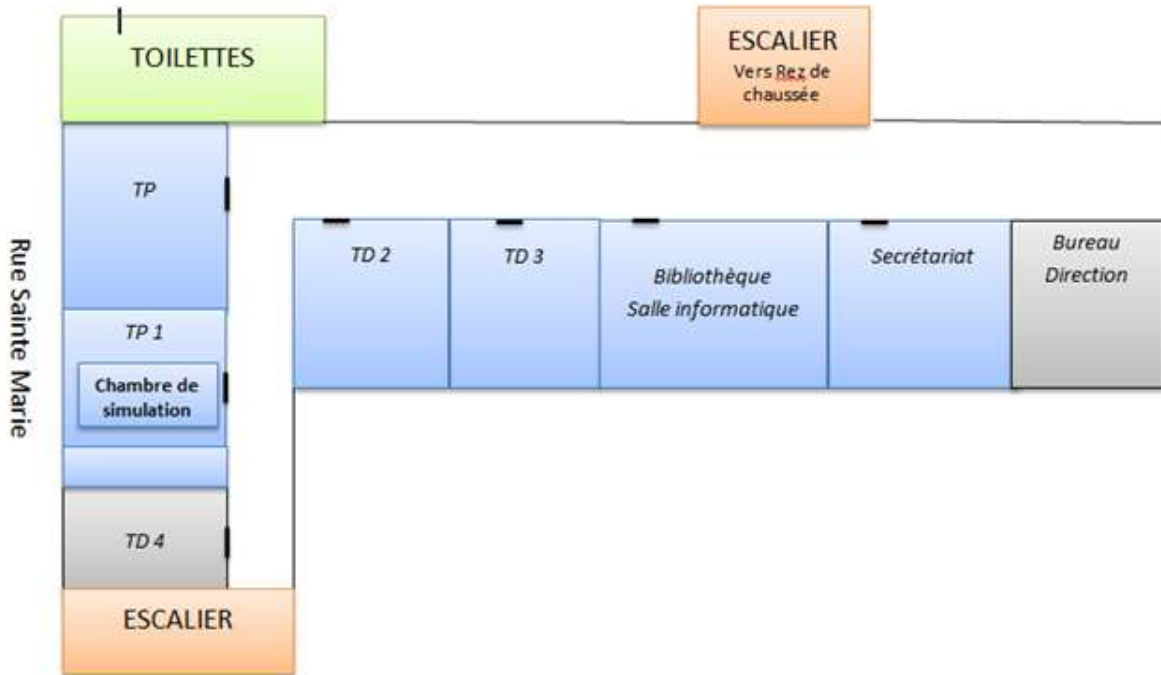 TOILETTES
ESCALIER
Vers Rez de
chaussée
TP
TD 2
TD 3
Bibliothèque
Salle informatique
Secrétariat
Bureau
Direction
Rue Sainte Marie
TP 1
Chambre de
simulation
TD 4
ESCALIER